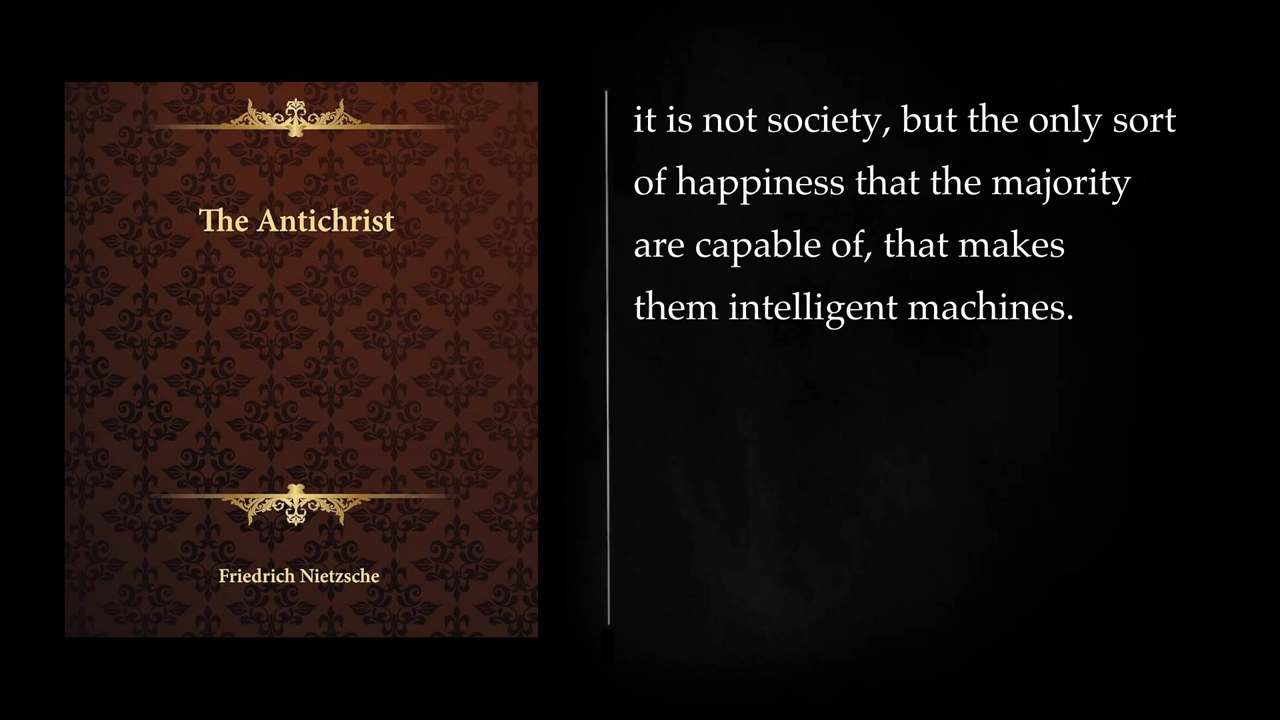 The Antichrist
Friedrich Nietzsche
it is not society, but the only sort
of happiness that the majority
are capable of, that makes
them intelligent machines.